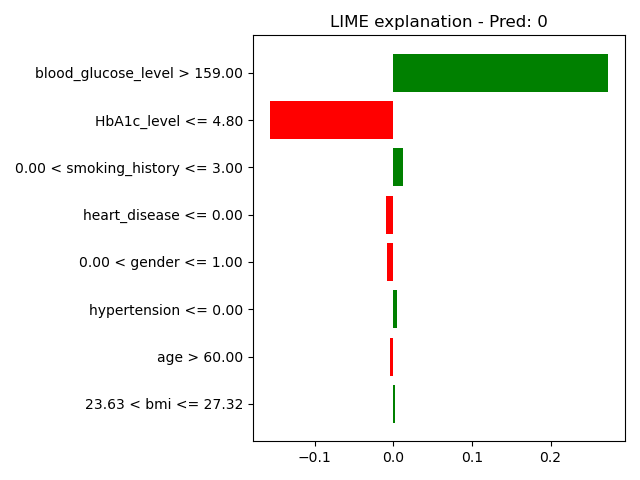 LIME explanation - Pred: 0
blood_glucose_level > 159.00
HbA1c_level <= 4.80
0.00 < smoking_history <= 3.00
heart_disease <= 0.00
0.00 < gender <= 1.00
hypertension <= 0.00
age > 60.00
23.63 < bmi <= 27.32
−0.1 0.0 0.1 0.2